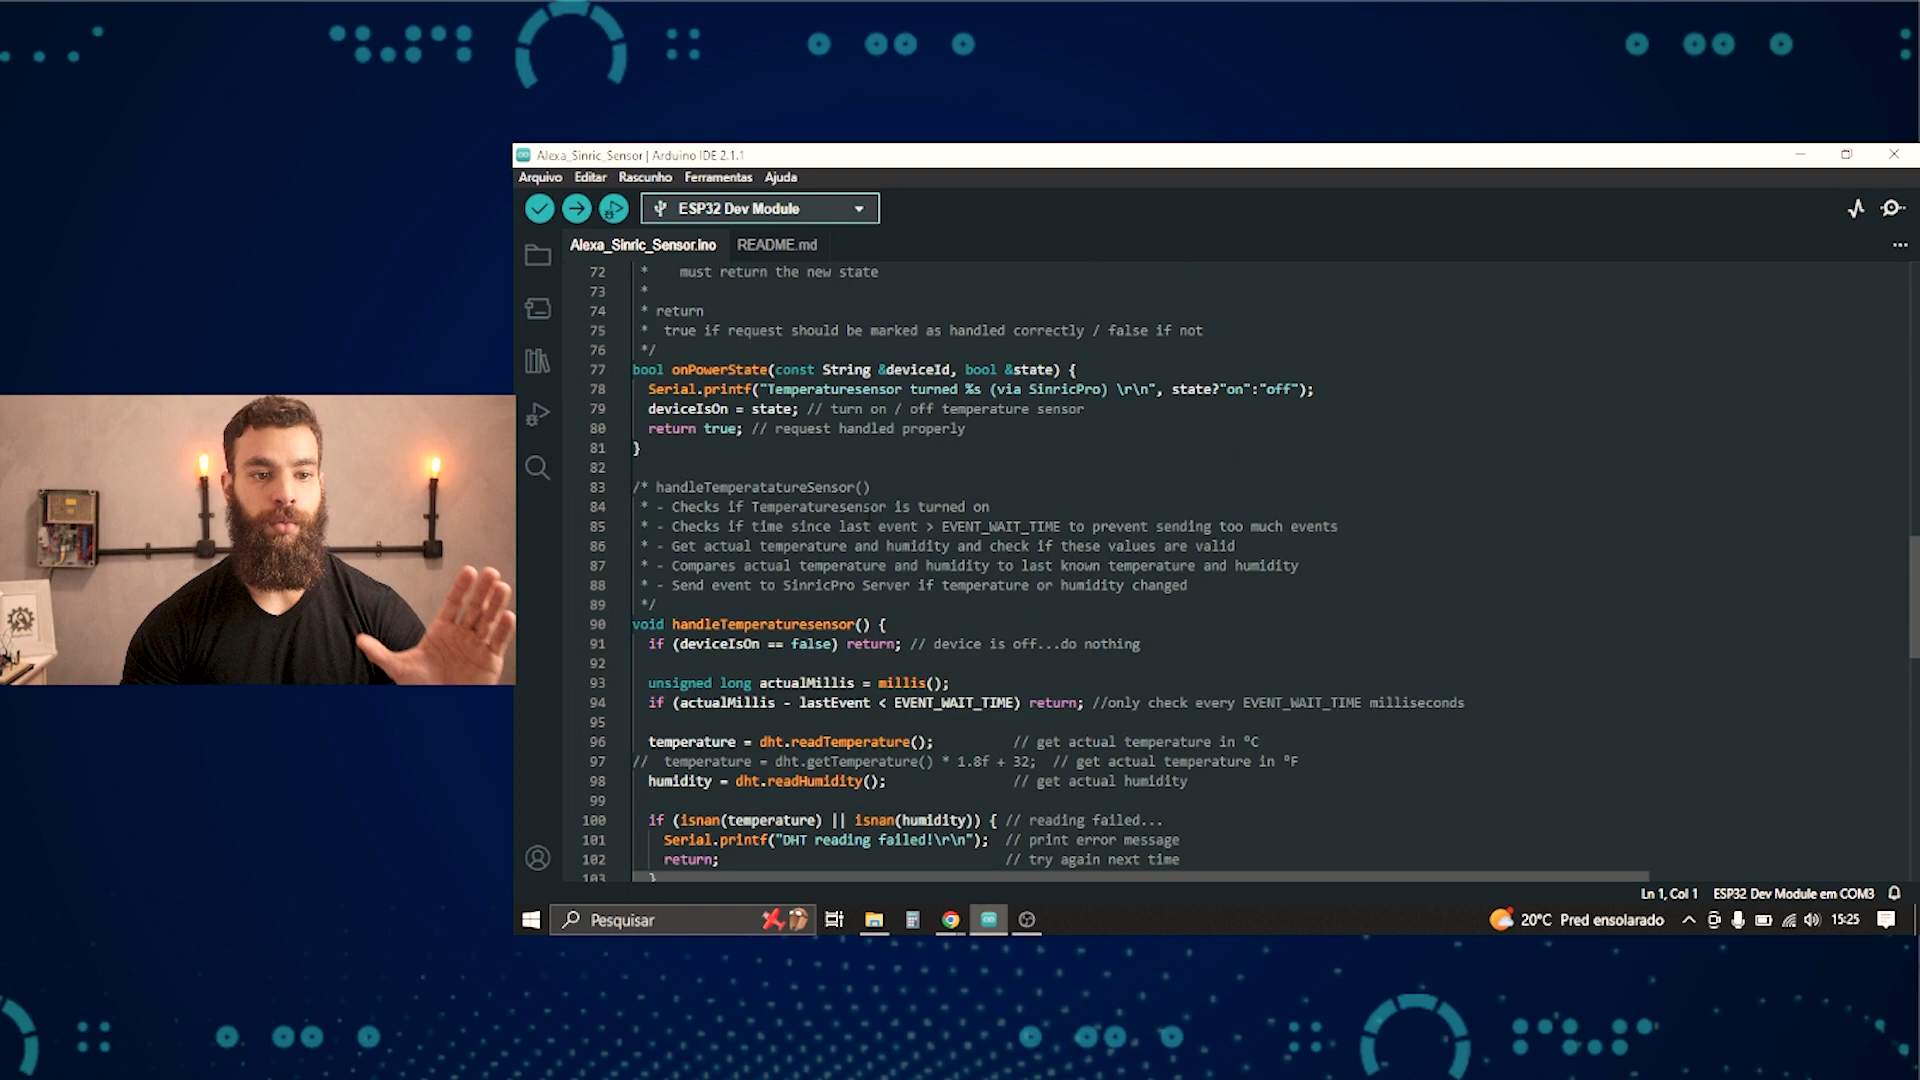 Alexa_Sinric_Sensor | Arduino IDE 2.1.1
Arquivo Editar Rascunho Ferramentas Ajuda
ESP32 Dev Module
Alexa_Sinric_Sensor.ino README.md
72 * must return the new state
73 *
74 * return
75 * true if request should be marked as handled correctly / false if not
76 */
77 bool onPowerState(const String &deviceId, bool &state) {
78 Serial.printf("Temperaturesensor turned %s (via SinricPro) \r\n", state?"on":"off");
79 deviceIsOn = state; // turn on / off temperature sensor
80 return true; // request handled properly
81 }
82
83 /* handleTemperatatureSensor()
84 * - Checks if Temperaturesensor is turned on
85 * - Checks if time since last event > EVENT_WAIT_TIME to prevent sending too much events
86 * - Get actual temperature and humidity and check if these values are valid
87 * - Compares actual temperature and humidity to last known temperature and humidity
88 * - Send event to SinricPro Server if temperature or humidity changed
89 */
90 void handleTemperaturesensor() {
91 if (deviceIsOn == false) return; // device is off...do nothing
92
93 unsigned long actualMillis = millis();
94 if (actualMillis - lastEvent < EVENT_WAIT_TIME) return; //only check every EVENT_WAIT_TIME milliseconds
95
96 temperature = dht.readTemperature(); // get actual temperature in °C
97 // temperature = dht.getTemperature() * 1.8f + 32; // get actual temperature in °F
98 humidity = dht.readHumidity(); // get actual humidity
99
100 if (isnan(temperature) || isnan(humidity)) { // reading failed...
101 Serial.printf("DHT reading failed!\r\n"); // print error message
102 return; // try again next time
103 }
Ln 1, Col 1 ESP32 Dev Module em COM3
Pesquisar 20°C Pred ensolarado 15:25